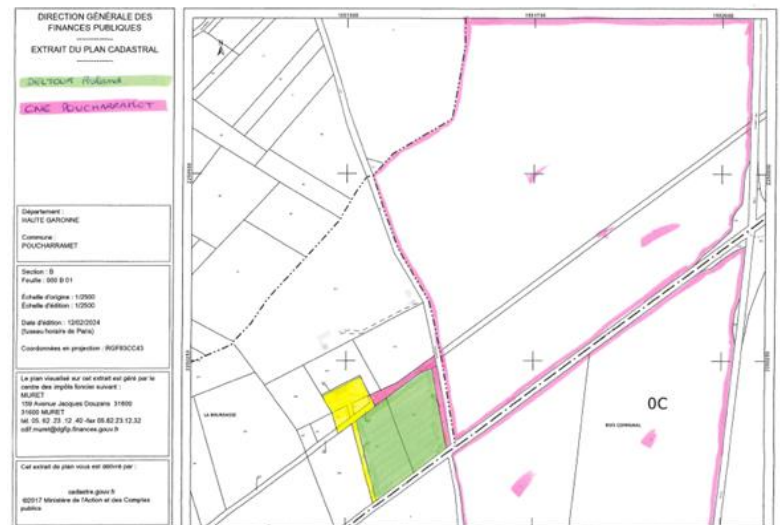 DIRECTION GÉNÉRALE DES
FINANCES PUBLIQUES
EXTRAIT DU PLAN CADASTRAL
DELTOUR Roland
CNE POUCHARRAMET
Département :
HAUTE GARONNE
Commune :
POUCHARRAMET
Section : B
Feuille : 000 B 01
Échelle d'origine : 1/2500
Échelle d'édition : 1/2500
Date d'édition : 12/02/2024
(fuseau horaire de Paris)
Coordonnées en projection : RGF93CC43
Le plan visualisé sur cet extrait est géré par le
centre des impôts foncier suivant :
MURET
159 Avenue Jacques Douzans 31600
31600 MURET
tél. 05. 62 .23 .12 .40 -fax 05.62.23.12.32
cdif.muret@dgfip.finances.gouv.fr
Cet extrait de plan vous est délivré par :
cadastre.gouv.fr
©2017 Ministère de l'Action et des Comptes
publics
N
0C
BOIS COMMUNAL